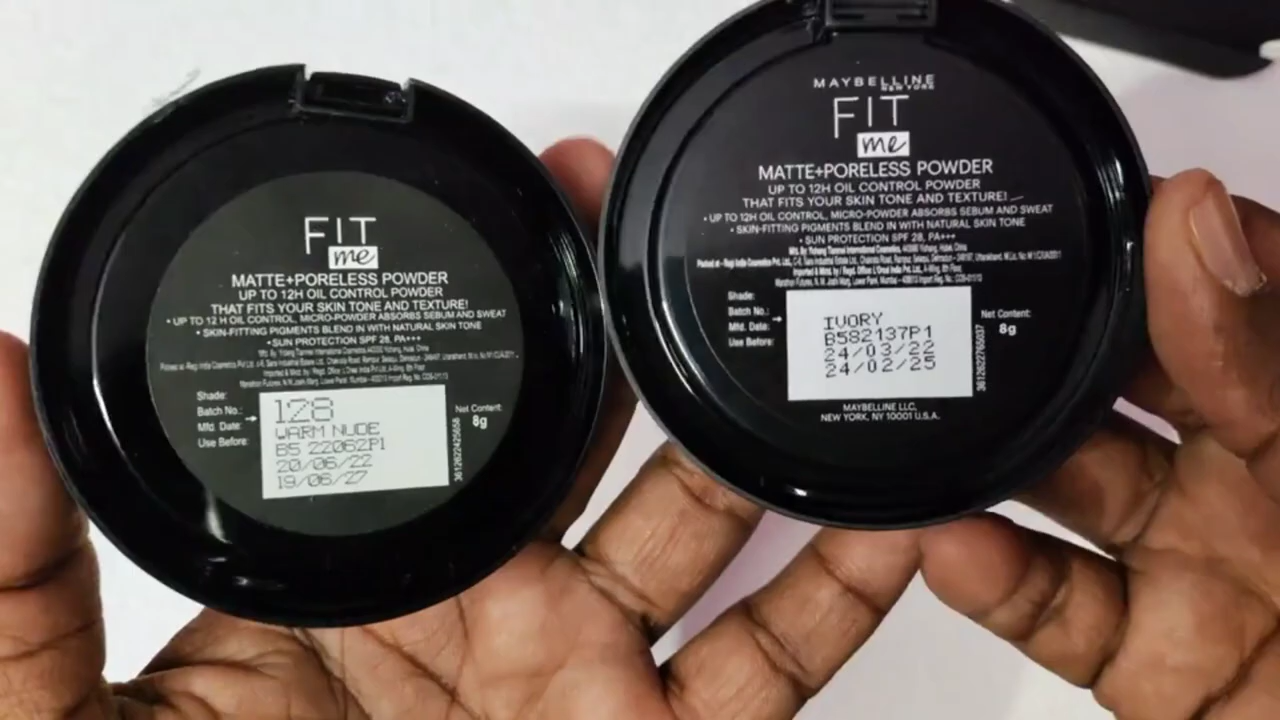 FIT
me
MATTE+PORELESS POWDER
UP TO 12H OIL CONTROL POWDER
THAT FITS YOUR SKIN TONE AND TEXTURE!
• UP TO 12 H OIL CONTROL, MICRO-POWDER ABSORBS SEBUM AND SWEAT
• SKIN-FITTING PIGMENTS BLEND IN WITH NATURAL SKIN TONE
• SUN PROTECTION SPF 28, PA+++
Shade:
Batch No.:
Mfd. Date:
Use Before:
128
WARM NUDE
B5 22062P1
20/06/22
19/06/27
Net Content:
8g
MAYBELLINE
NEW YORK
FIT
me
MATTE+PORELESS POWDER
UP TO 12H OIL CONTROL POWDER
THAT FITS YOUR SKIN TONE AND TEXTURE!
• UP TO 12H OIL CONTROL, MICRO-POWDER ABSORBS SEBUM AND SWEAT
• SKIN-FITTING PIGMENTS BLEND IN WITH NATURAL SKIN TONE
• SUN PROTECTION SPF 28, PA+++
Shade:
Batch No.:
Mfd. Date:
Use Before:
IVORY
B582137P1
24/03/22
24/02/25
Net Content:
8g
MAYBELLINE LLC,
NEW YORK, NY 10001 U.S.A.